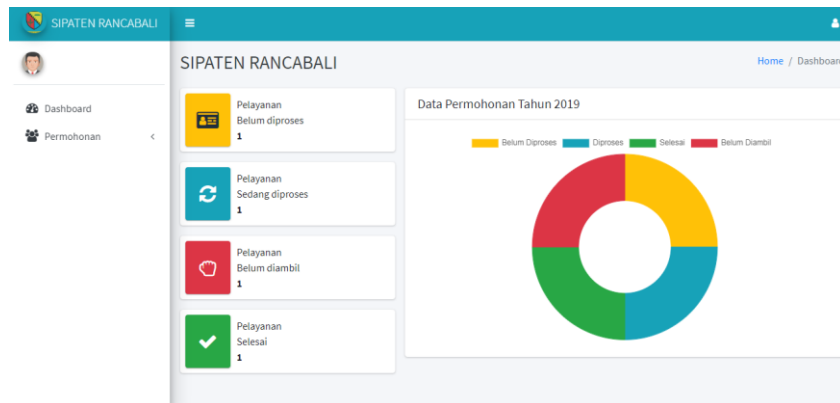 SIPATEN RANCABALI
SIPATEN RANCABALI
Home / Dashboard
Dashboard
Permohonan
Pelayanan
Belum diproses
1
Pelayanan
Sedang diproses
1
Pelayanan
Belum diambil
1
Pelayanan
Selesai
1
Data Permohonan Tahun 2019
Belum Diproses Diproses Selesai Belum Diambil